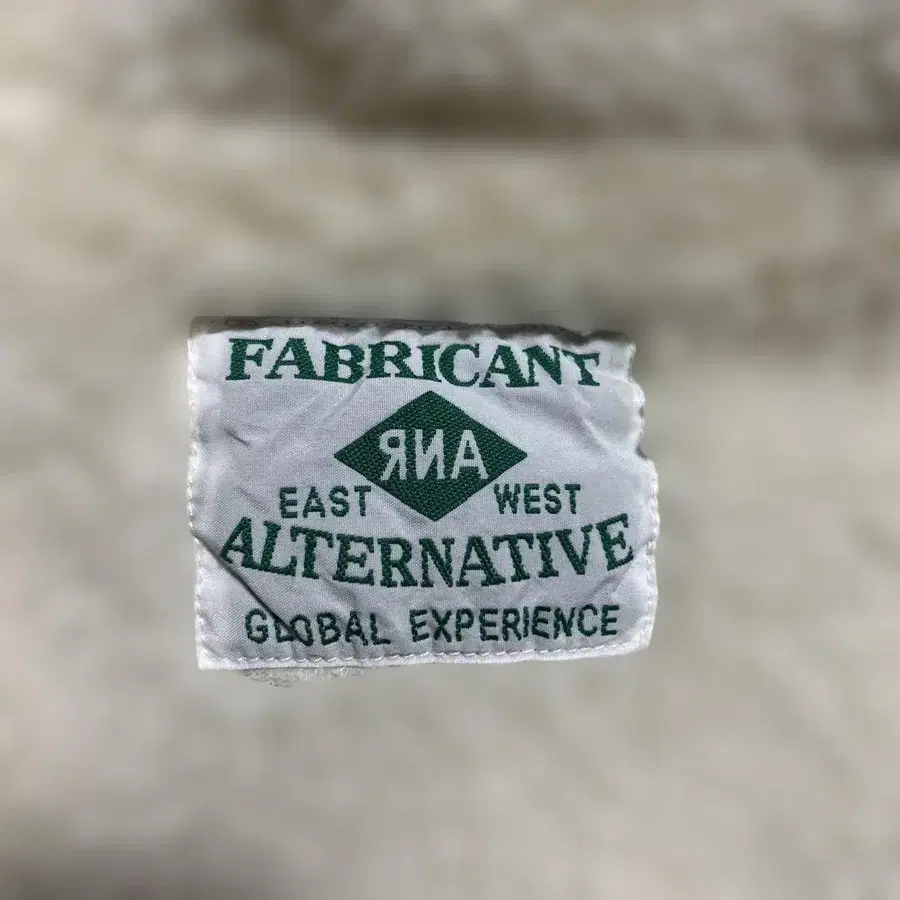 FABRICANT
ЯNA
EAST WEST
ALTERNATIVE
GLOBAL EXPERIENCE